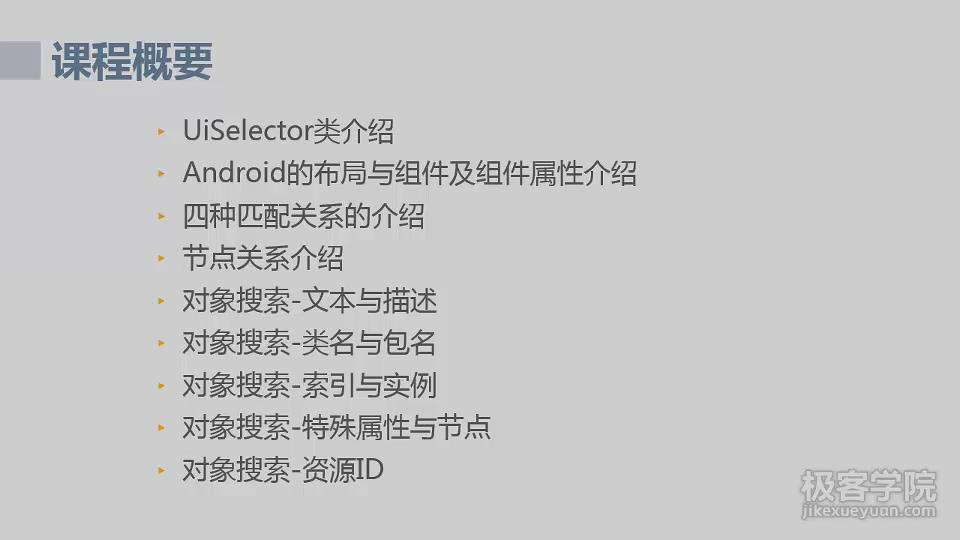 课程概要
UiSelector类介绍
Android的布局与组件及组件属性介绍
四种匹配关系的介绍
节点关系介绍
对象搜索-文本与描述
对象搜索-类名与包名
对象搜索-索引与实例
对象搜索-特殊属性与节点
对象搜索-资源ID
极客学院
jikexueyuan.com